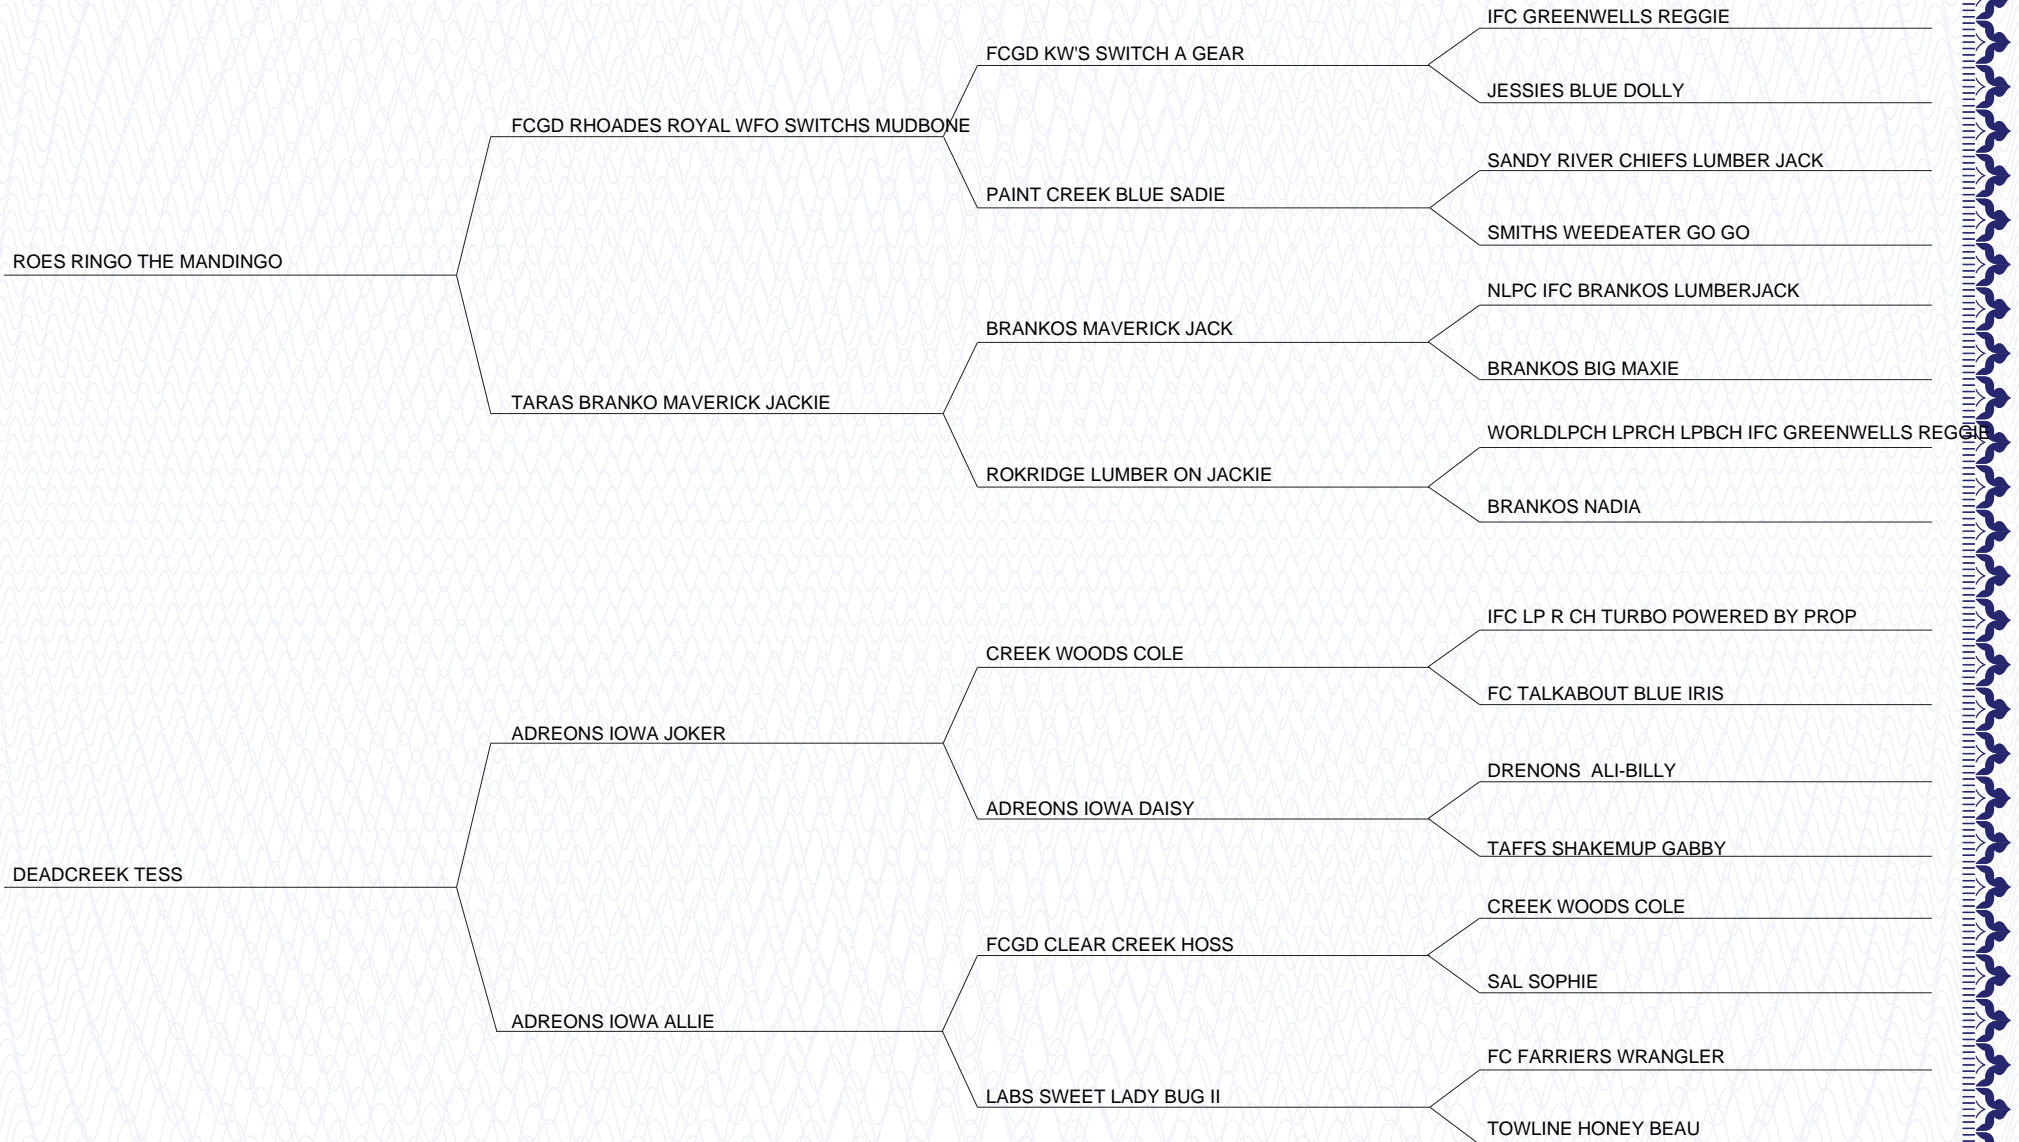 IFC GREENWELLS REGGIE
FCGD KW'S SWITCH A GEAR
JESSIES BLUE DOLLY
FCGD RHOADES ROYAL WFO SWITCHS MUDBONE
SANDY RIVER CHIEFS LUMBER JACK
PAINT CREEK BLUE SADIE
SMITHS WEEDEATER GO GO
ROES RINGO THE MANDINGO
NLPC IFC BRANKOS LUMBERJACK
BRANKOS MAVERICK JACK
BRANKOS BIG MAXIE
TARAS BRANKO MAVERICK JACKIE
WORLDLPCH LPRCH LPBCH IFC GREENWELLS REGGIE
ROKRIDGE LUMBER ON JACKIE
BRANKOS NADIA
IFC LP R CH TURBO POWERED BY PROP
CREEK WOODS COLE
FC TALKABOUT BLUE IRIS
ADREONS IOWA JOKER
DRENONS  ALI-BILLY
ADREONS IOWA DAISY
TAFFS SHAKEMUP GABBY
DEADCREEK TESS
CREEK WOODS COLE
FCGD CLEAR CREEK HOSS
SAL SOPHIE
ADREONS IOWA ALLIE
FC FARRIERS WRANGLER
LABS SWEET LADY BUG II
TOWLINE HONEY BEAU